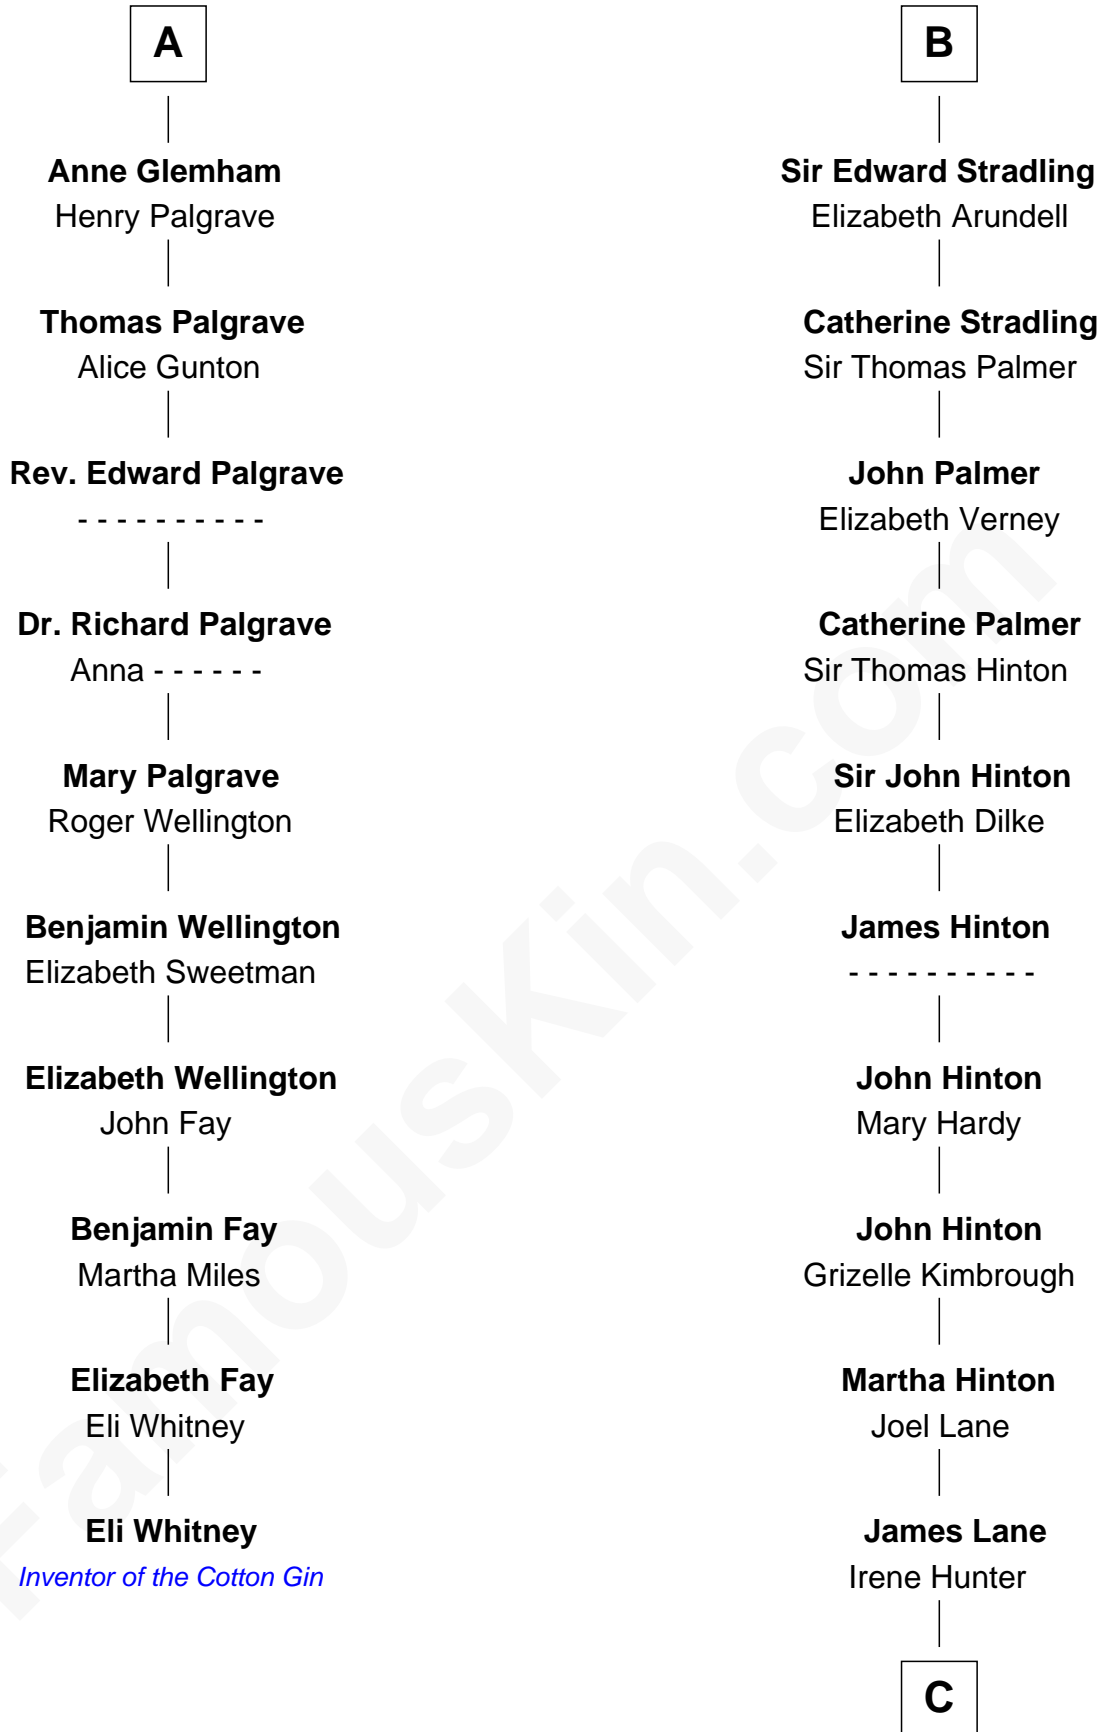 A
Anne Glemham
Henry Palgrave
Thomas Palgrave
Alice Gunton
Rev. Edward Palgrave
- - - - - - - - - -
Dr. Richard Palgrave
Anna - - - - - -
Mary Palgrave
Roger Wellington
Benjamin Wellington
Elizabeth Sweetman
Elizabeth Wellington
John Fay
Benjamin Fay
Martha Miles
Elizabeth Fay
Eli Whitney
Eli Whitney
Inventor of the Cotton Gin
B
Sir Edward Stradling
Elizabeth Arundell
Catherine Stradling
Sir Thomas Palmer
John Palmer
Elizabeth Verney
Catherine Palmer
Sir Thomas Hinton
Sir John Hinton
Elizabeth Dilke
James Hinton
- - - - - - - - - -
John Hinton
Mary Hardy
John Hinton
Grizelle Kimbrough
Martha Hinton
Joel Lane
James Lane
Irene Hunter
C
FamousKin.com